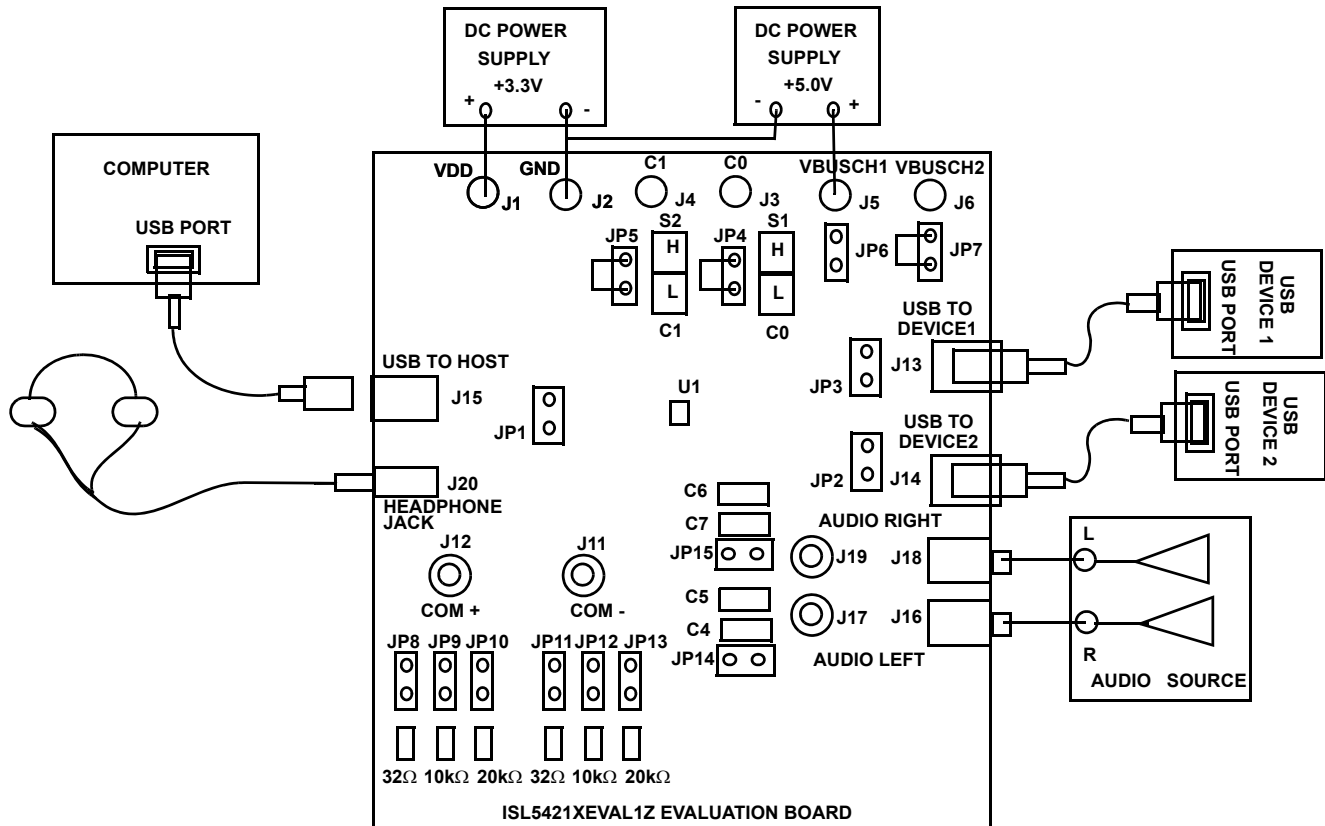 DC POWER
SUPPLY
+3.3V
+ -
DC POWER
SUPPLY
+5.0V
- +
COMPUTER
USB PORT
VDD
GND
C1
C0
VBUSCH1
VBUSCH2
J1
J2
J4
J3
J5
J6
S2
S1
JP5
H
L
C1
JP4
H
L
C0
JP6
JP7
USB TO
DEVICE1
J13
JP3
USB PORT
USB
DEVICE 1
USB TO HOST
J15
JP1
U1
USB TO
DEVICE2
JP2
J14
USB PORT
USB
DEVICE 2
J20
HEADPHONE
JACK
C6
C7
JP15
AUDIO RIGHT
J19
J18
L
J12
COM +
J11
COM -
C5
C4
JP14
J17
J16
AUDIO LEFT
R
AUDIO SOURCE
JP8 JP9 JP10
JP11 JP12 JP13
32Ω 10kΩ 20kΩ
32Ω 10kΩ 20kΩ
ISL5421XEVAL1Z EVALUATION BOARD